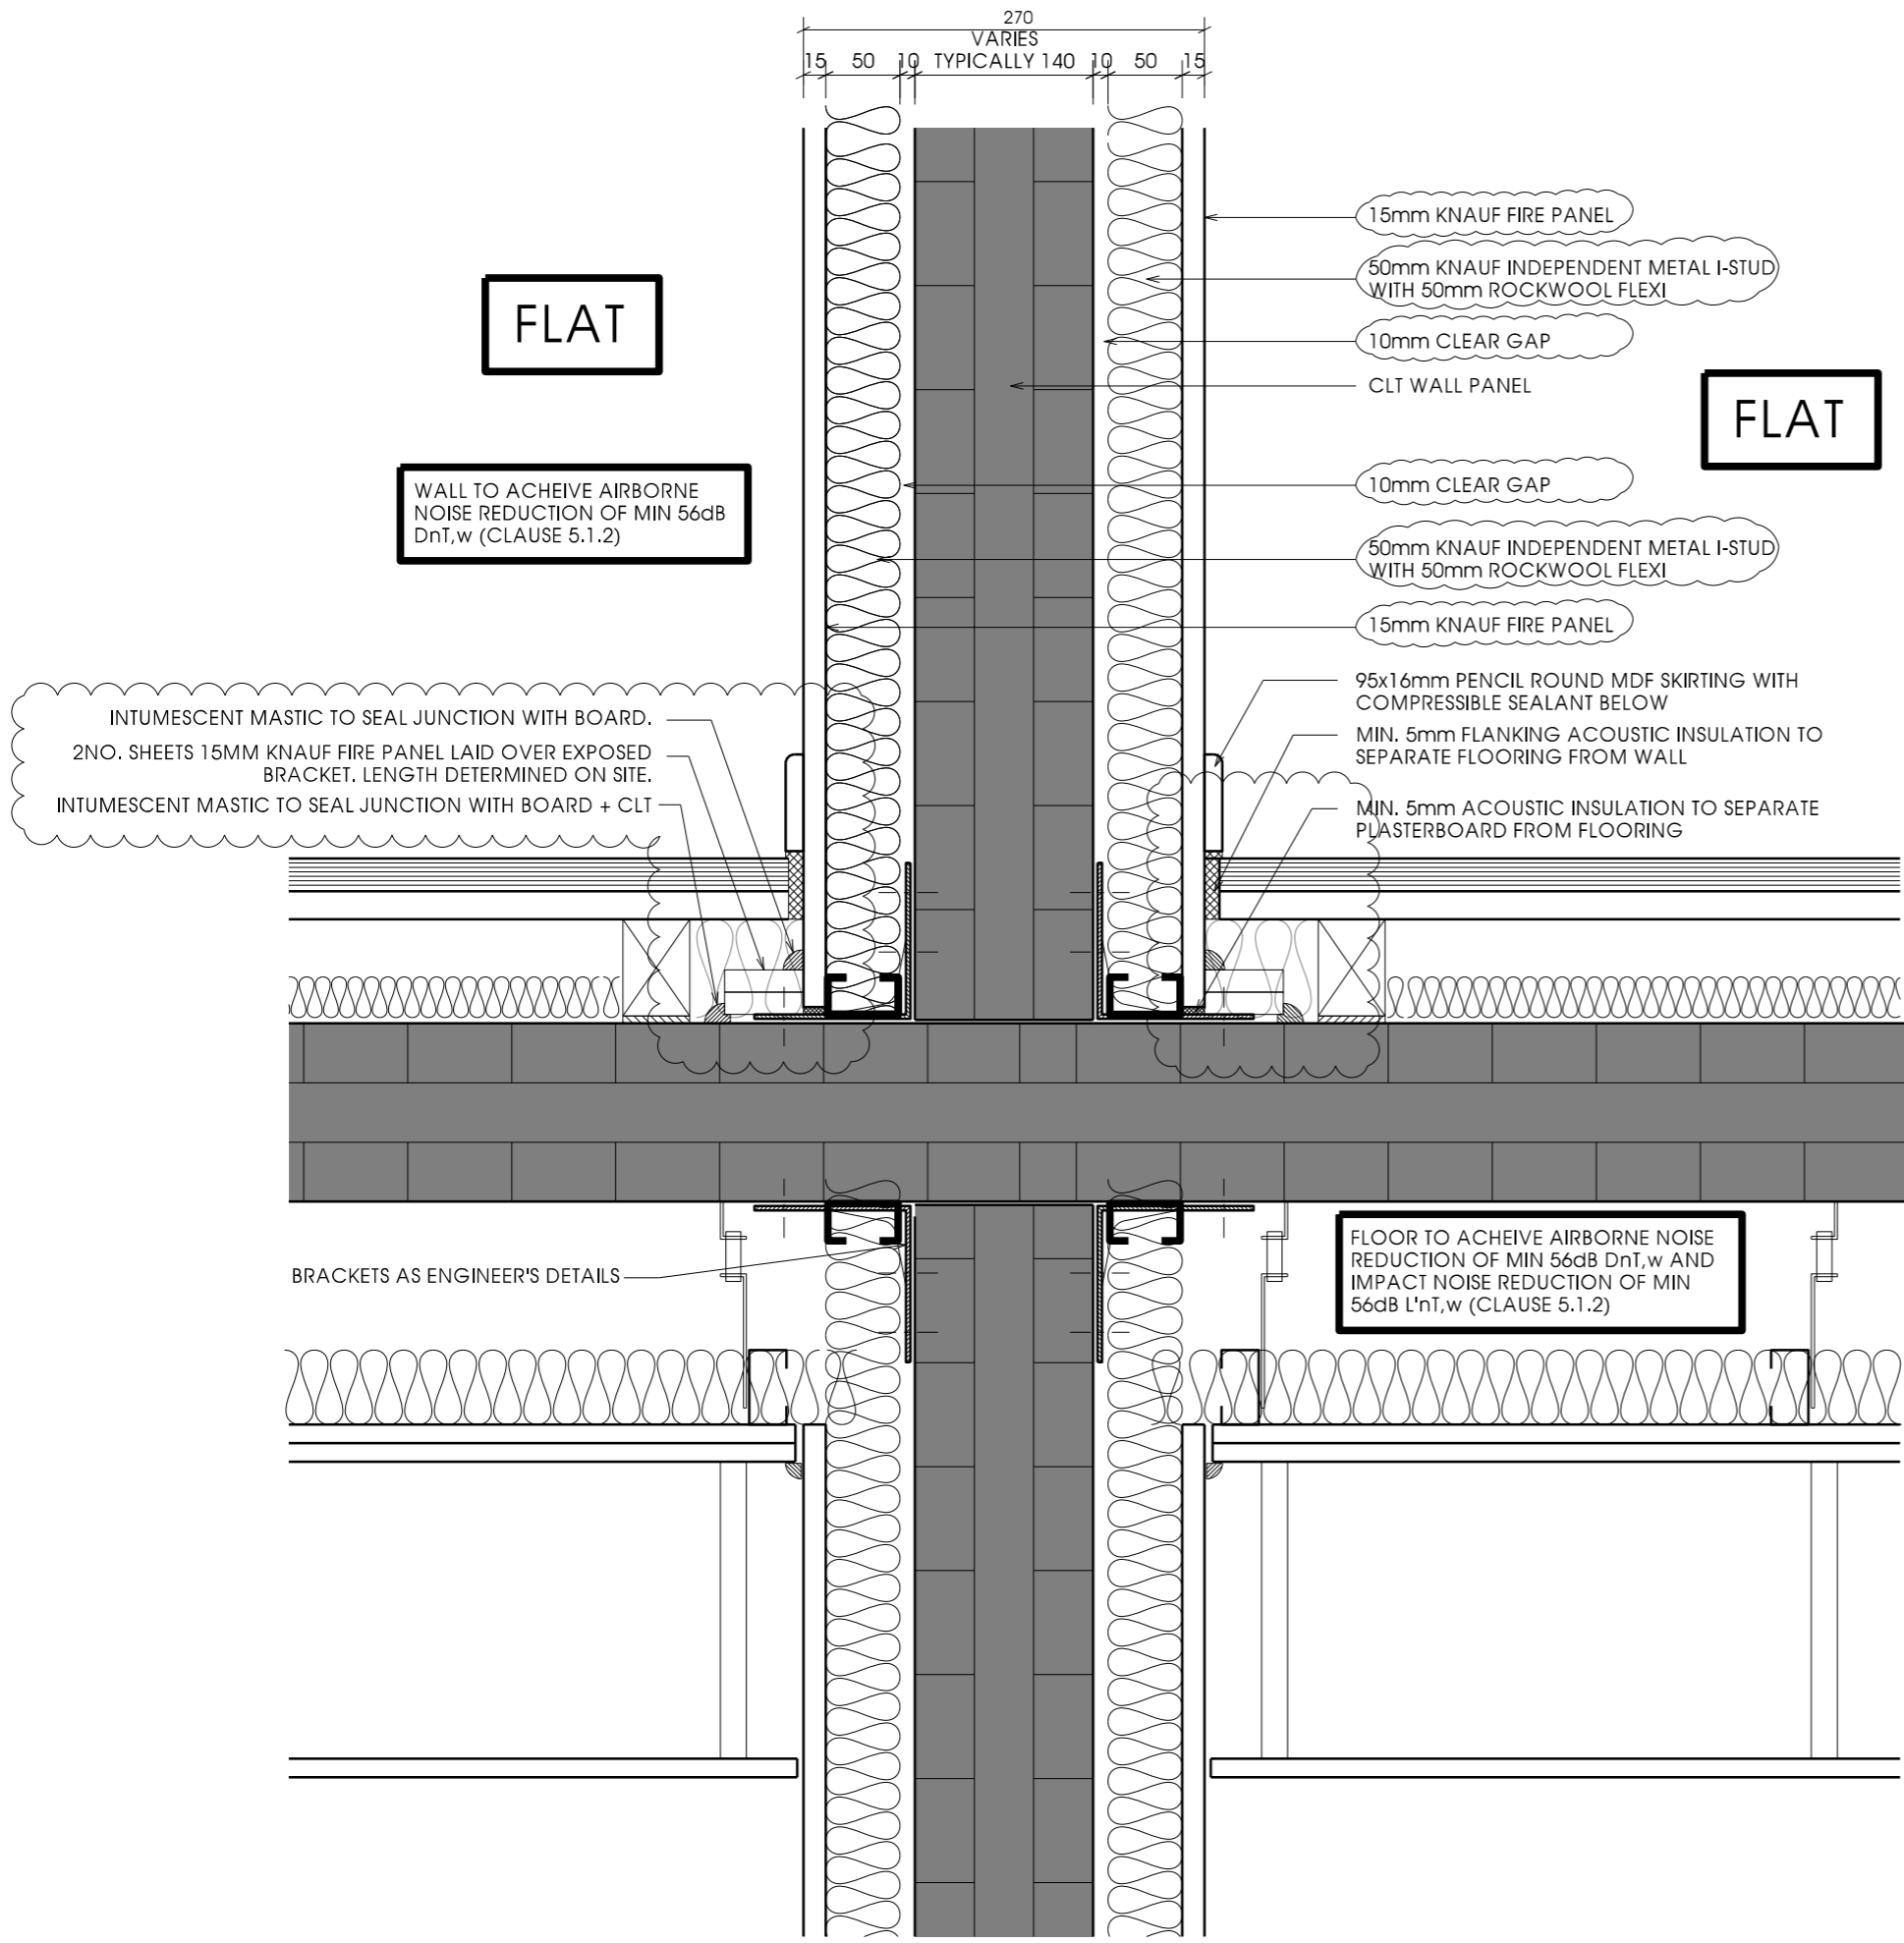 270
VARIES
15 50 10 TYPICALLY 140 10 50 15
15mm KNAUF FIRE PANEL
50mm KNAUF INDEPENDENT METAL I-STUD
WITH 50mm ROCKWOOL FLEXI
10mm CLEAR GAP
CLT WALL PANEL
FLAT
FLAT
WALL TO ACHEIVE AIRBORNE
NOISE REDUCTION OF MIN 56dB
DnT,w (CLAUSE 5.1.2)
10mm CLEAR GAP
50mm KNAUF INDEPENDENT METAL I-STUD
WITH 50mm ROCKWOOL FLEXI
15mm KNAUF FIRE PANEL
95x16mm PENCIL ROUND MDF SKIRTING WITH
COMPRESSIBLE SEALANT BELOW
MIN. 5mm FLANKING ACOUSTIC INSULATION TO
SEPARATE FLOORING FROM WALL
MIN. 5mm ACOUSTIC INSULATION TO SEPARATE
PLASTERBOARD FROM FLOORING
INTUMESCENT MASTIC TO SEAL JUNCTION WITH BOARD.
2NO. SHEETS 15MM KNAUF FIRE PANEL LAID OVER EXPOSED
BRACKET. LENGTH DETERMINED ON SITE.
INTUMESCENT MASTIC TO SEAL JUNCTION WITH BOARD + CLT
BRACKETS AS ENGINEER'S DETAILS
FLOOR TO ACHEIVE AIRBORNE NOISE
REDUCTION OF MIN 56dB DnT,w AND
IMPACT NOISE REDUCTION OF MIN
56dB L'nT,w (CLAUSE 5.1.2)